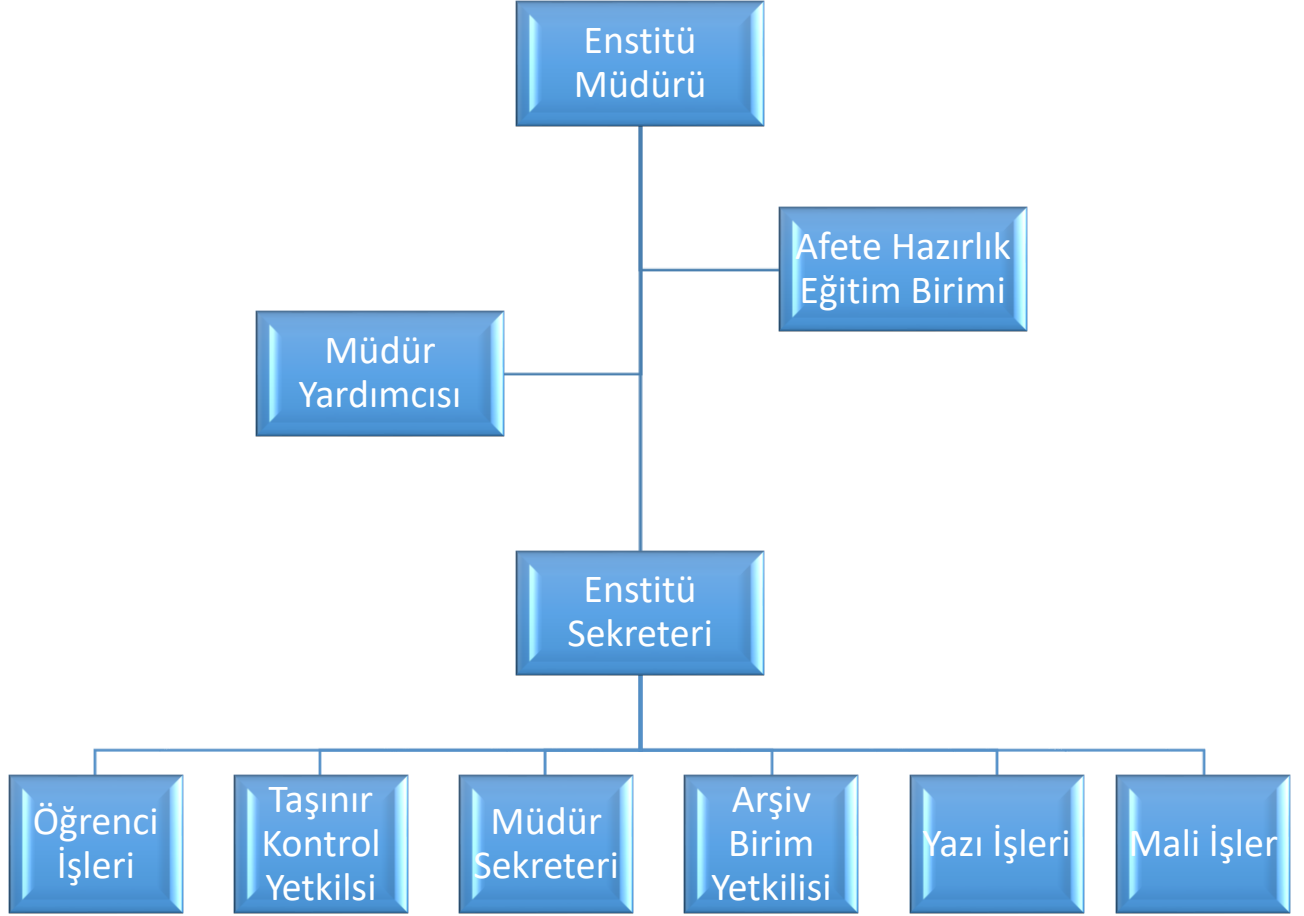 Enstitü
Müdürü
Afete Hazırlık
Eğitim Birimi
Müdür
Yardımcısı
Enstitü
Sekreteri
Öğrenci
İşleri
Taşınır
Kontrol
Yetkilsi
Müdür
Sekreteri
Arşiv
Birim
Yetkilisi
Yazı İşleri
Mali İşler